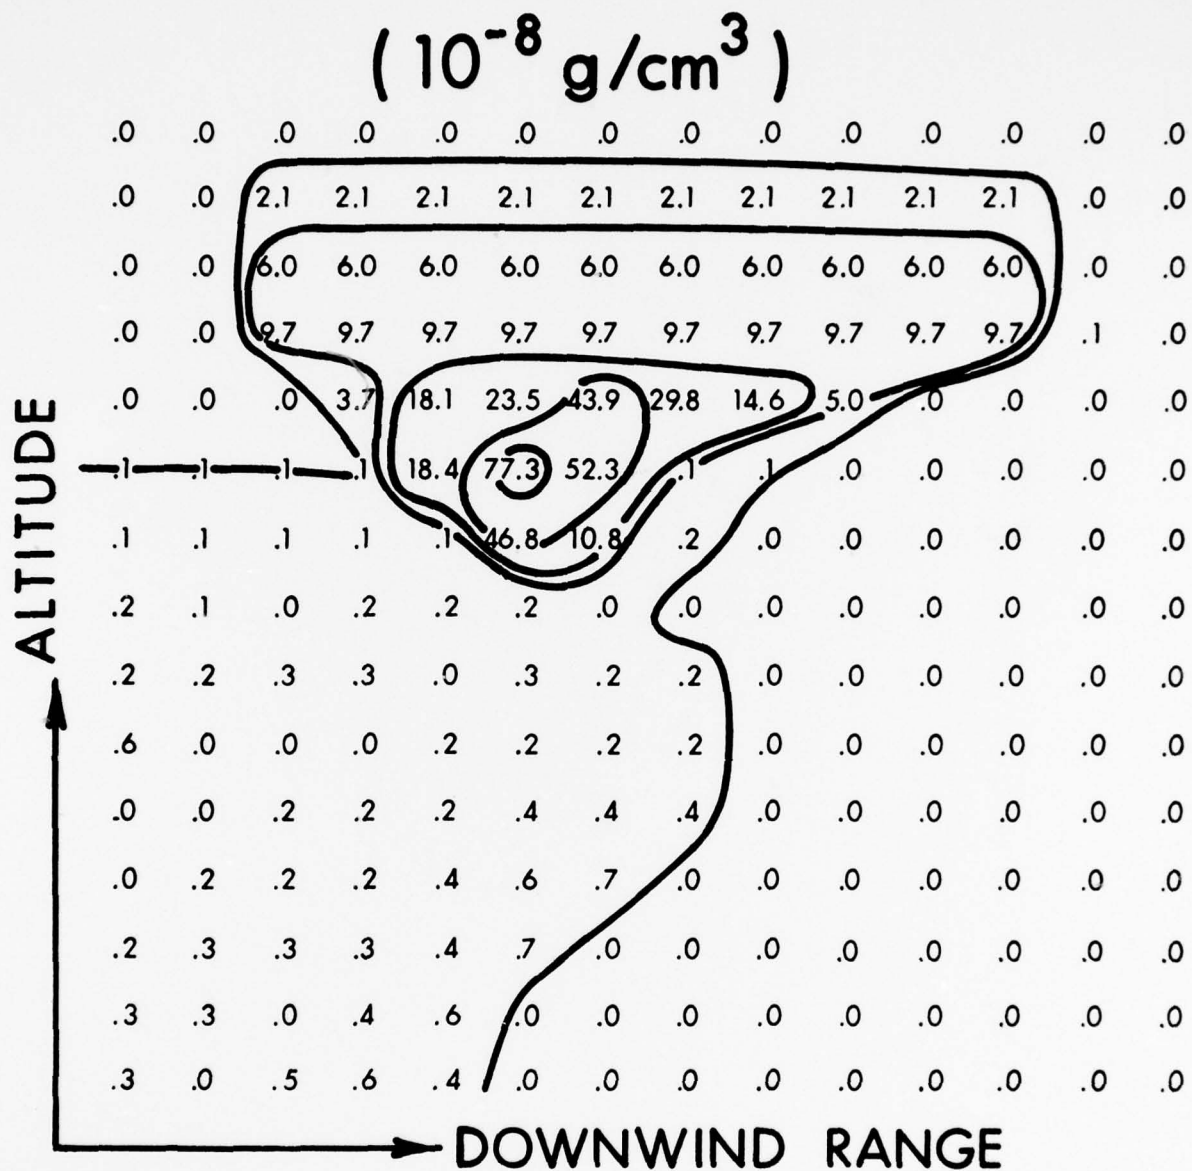 (10⁻⁸ g/cm³)
.0 .0 .0 .0 .0 .0 .0 .0 .0 .0 .0 .0 .0 .0
.0 .0 2.1 2.1 2.1 2.1 2.1 2.1 2.1 2.1 2.1 2.1 .0 .0
.0 .0 6.0 6.0 6.0 6.0 6.0 6.0 6.0 6.0 6.0 6.0 .0 .0
.0 .0 9.7 9.7 9.7 9.7 9.7 9.7 9.7 9.7 9.7 9.7 .1 .0
.0 .0 .0 3.7 18.1 23.5 43.9 29.8 14.6 5.0 .0 .0 .0 .0
.1 .1 .1 .1 18.4 77.3 52.3 .1 .1 .0 .0 .0 .0 .0
.1 .1 .1 .1 .1 46.8 10.8 .2 .0 .0 .0 .0 .0 .0
.2 .1 .0 .2 .2 .2 .0 .0 .0 .0 .0 .0 .0 .0
.2 .2 .3 .3 .0 .3 .2 .2 .0 .0 .0 .0 .0 .0
.6 .0 .0 .0 .2 .2 .2 .2 .0 .0 .0 .0 .0 .0
.0 .0 .2 .2 .2 .4 .4 .4 .0 .0 .0 .0 .0 .0
.0 .2 .2 .2 .4 .6 .7 .0 .0 .0 .0 .0 .0 .0
.2 .3 .3 .3 .4 .7 .0 .0 .0 .0 .0 .0 .0 .0
.3 .3 .0 .4 .6 .0 .0 .0 .0 .0 .0 .0 .0 .0
.3 .0 .5 .6 .4 .0 .0 .0 .0 .0 .0 .0 .0 .0
ALTITUDE
DOWNWIND RANGE